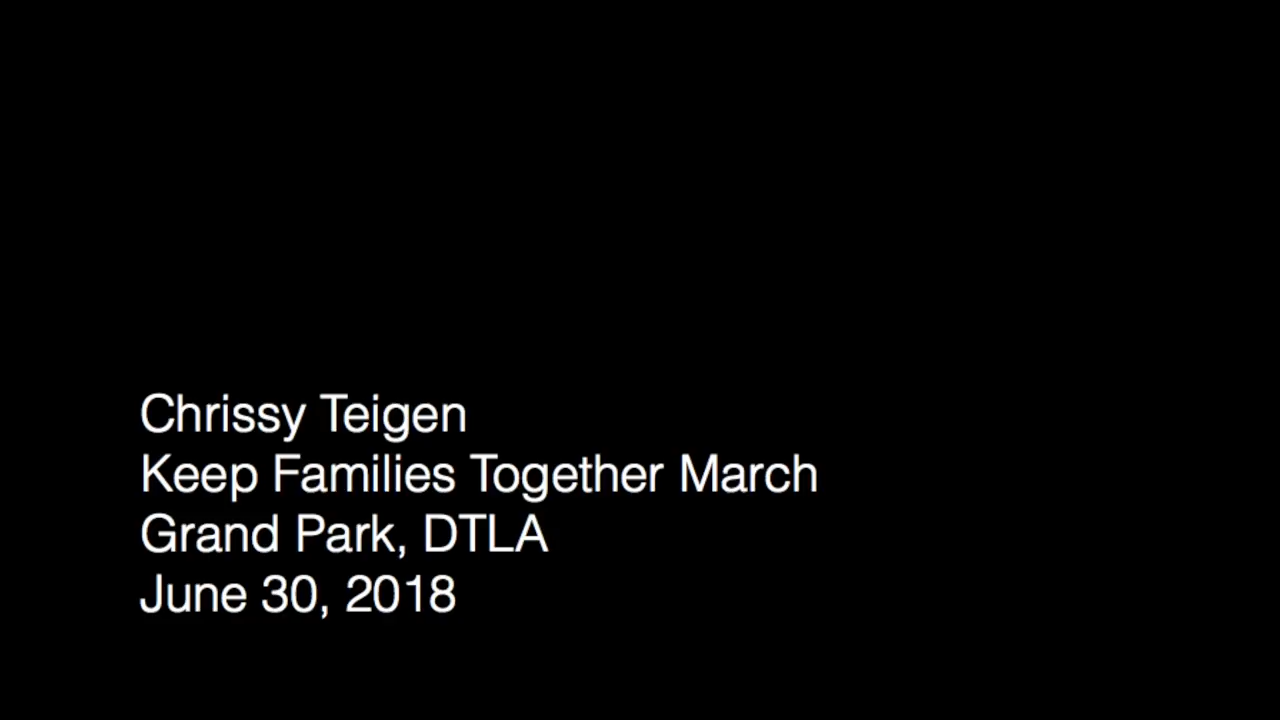 Chrissy Teigen
Keep Families Together March
Grand Park, DTLA
June 30, 2018